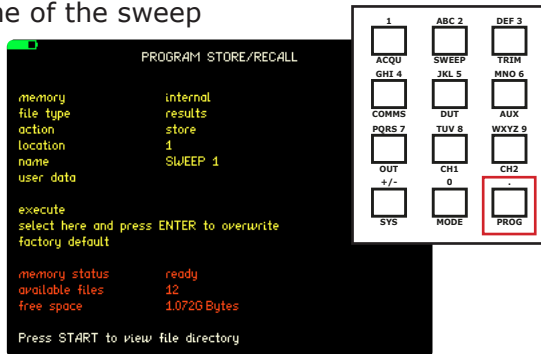 ne of the sweep
PROGRAM STORE/RECALL
memory internal
file type results
action store
location 1
name SWEEP 1
user data
execute
select here and press ENTER to overwrite
factory default
memory status ready
available files 12
free space 1.072G Bytes
Press START to view file directory
1 ABC 2 DEF 3
ACQU SWEEP TRIM
GHI 4 JKL 5 MNO 6
COMMS DUT AUX
PQRS 7 TUV 8 WXYZ 9
OUT CH1 CH2
+/- 0 .
SYS MODE PROG